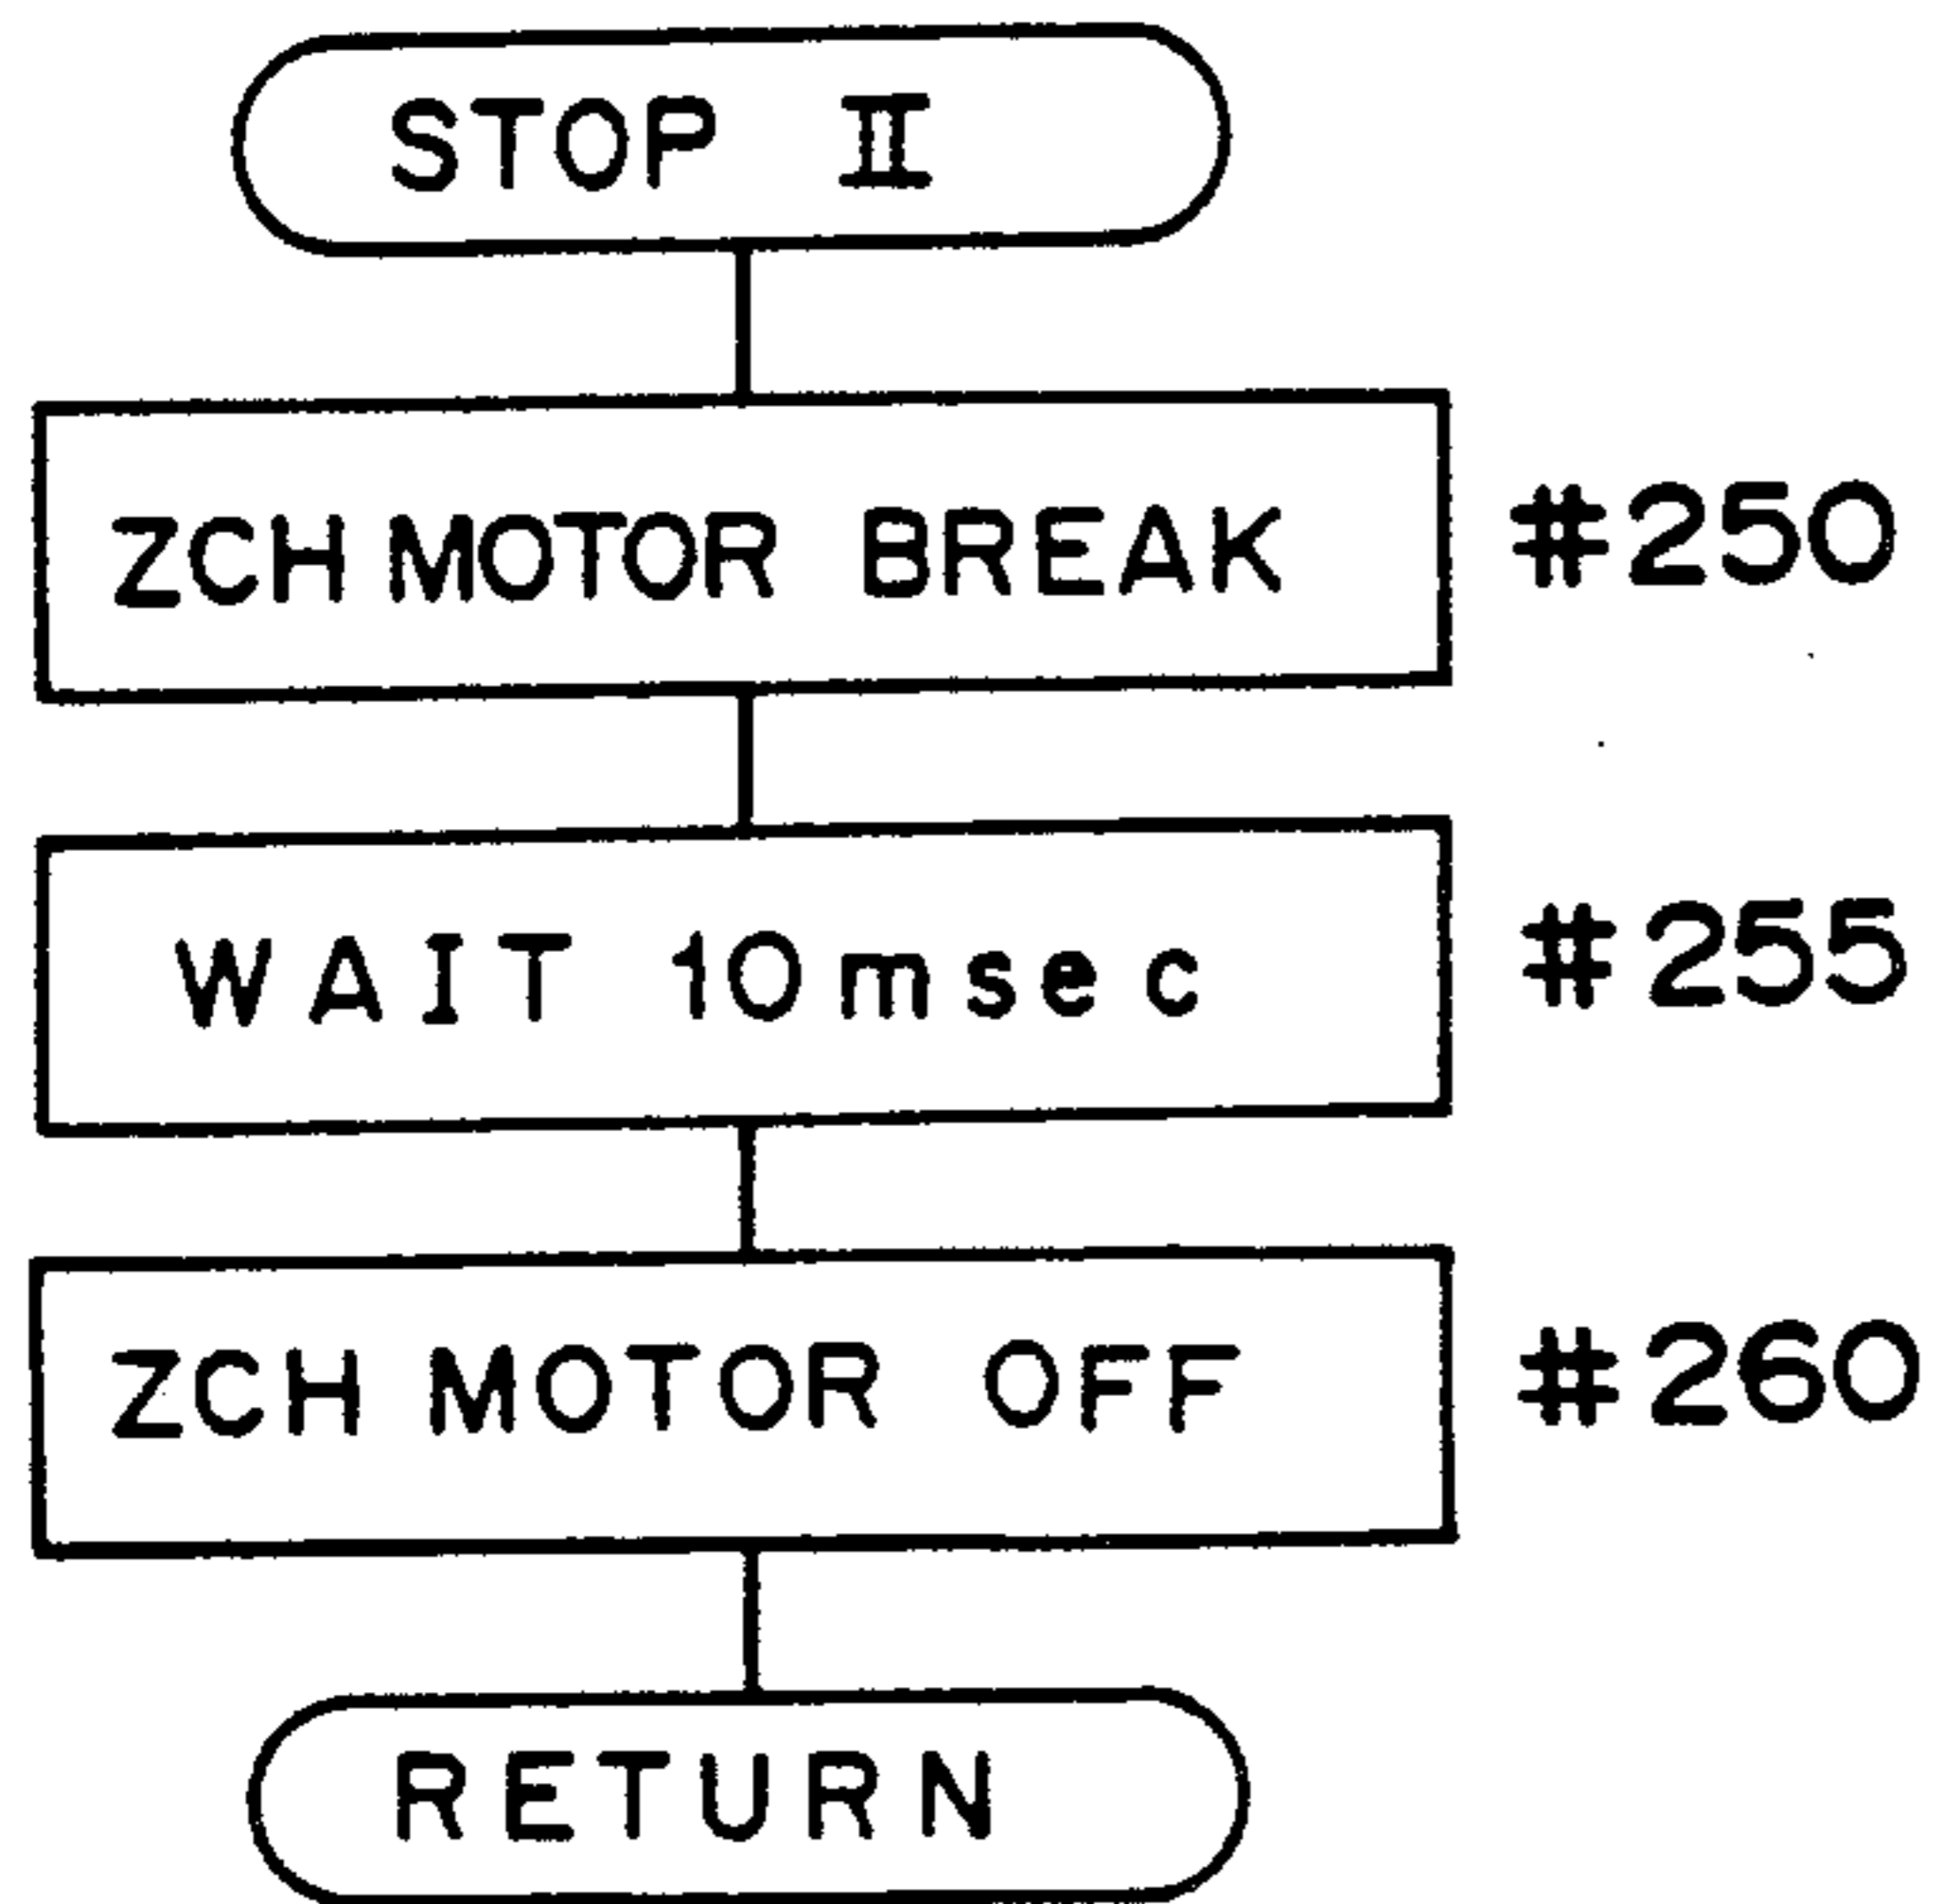 STOP II
ZCH MOTOR BREAK #250
WAIT 10msec #255
ZCH MOTOR OFF #260
RETURN